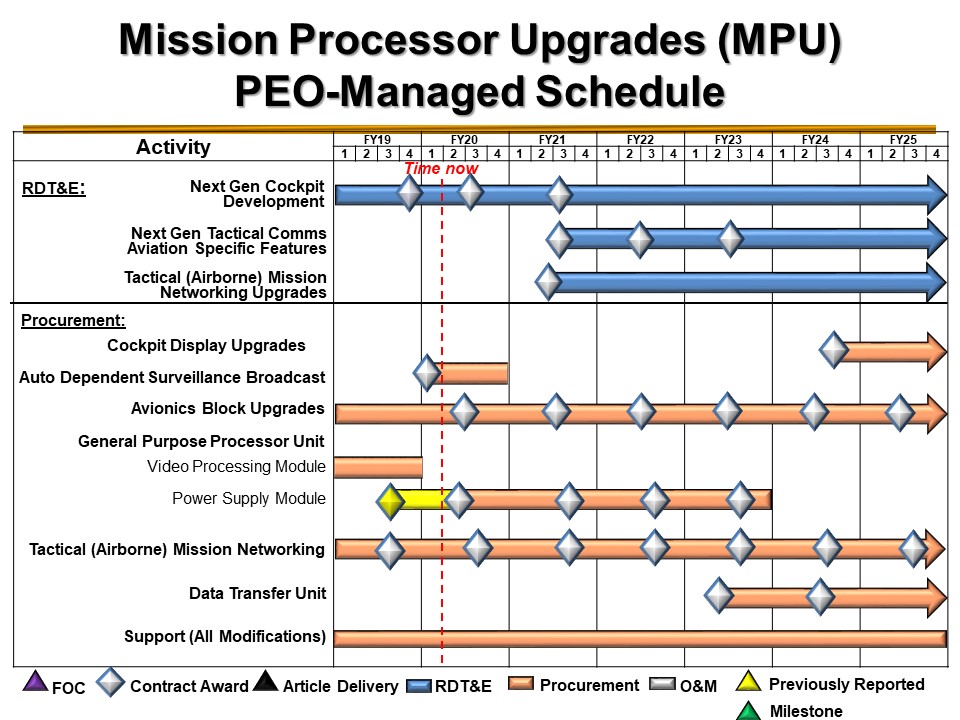 Mission Processor Upgrades (MPU)
PEO-Managed Schedule
Activity
FY19 FY20 FY21 FY22 FY23 FY24 FY25
1 2 3 4 1 2 3 4 1 2 3 4 1 2 3 4 1 2 3 4 1 2 3 4 1 2 3 4
Time now
RDT&E:
Next Gen Cockpit
Development
Next Gen Tactical Comms
Aviation Specific Features
Tactical (Airborne) Mission
Networking Upgrades
Procurement:
Cockpit Display Upgrades
Auto Dependent Surveillance Broadcast
Avionics Block Upgrades
General Purpose Processor Unit
Video Processing Module
Power Supply Module
Tactical (Airborne) Mission Networking
Data Transfer Unit
Support (All Modifications)
FOC Contract Award Article Delivery RDT&E Procurement O&M Previously Reported
Milestone